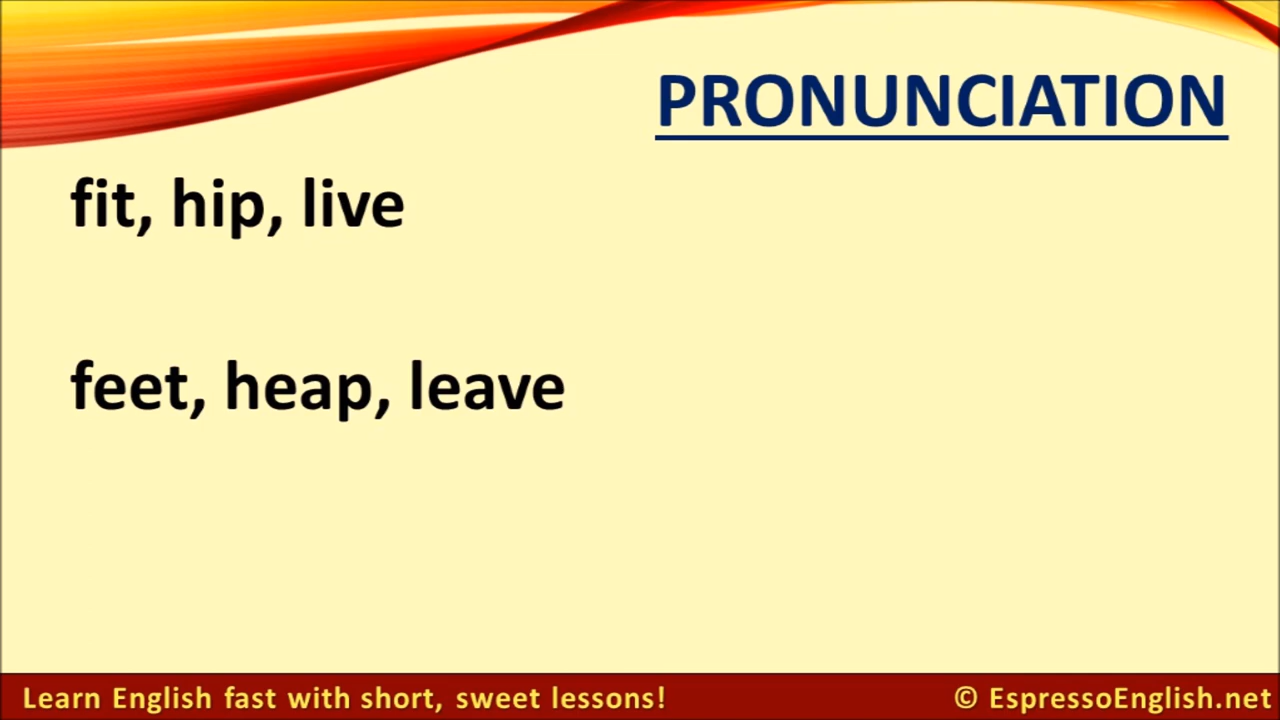 PRONUNCIATION
fit, hip, live
feet, heap, leave
Learn English fast with short, sweet lessons!
© EspressoEnglish.net